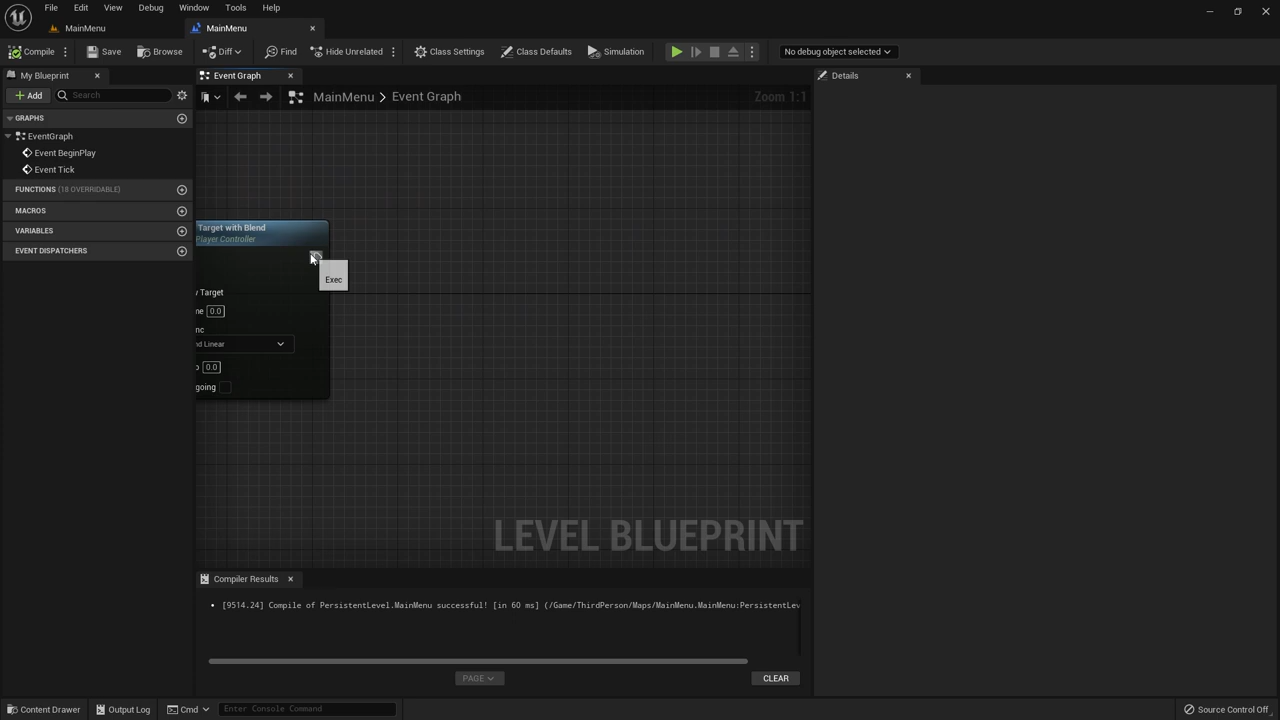 File Edit View Debug Window Tools Help
MainMenu MainMenu
Compile Save Browse Diff Find Hide Unrelated Class Settings Class Defaults Simulation No debug object selected
My Blueprint Event Graph Details
Add Search MainMenu > Event Graph Zoom 1:1
GRAPHS
EventGraph
Event BeginPlay
Event Tick
FUNCTIONS (18 OVERRIDABLE)
MACROS
VARIABLES
EVENT DISPATCHERS
Target with Blend
Player Controller
Exec
Target
0.0
nd Linear
0.0
going
LEVEL BLUEPRINT
Compiler Results
[9514.24] Compile of PersistentLevel.MainMenu successful! [in 60 ms] (/Game/ThirdPerson/Maps/MainMenu.MainMenu:PersistentLev
PAGE CLEAR
Content Drawer Output Log Cmd Enter Console Command Source Control Off